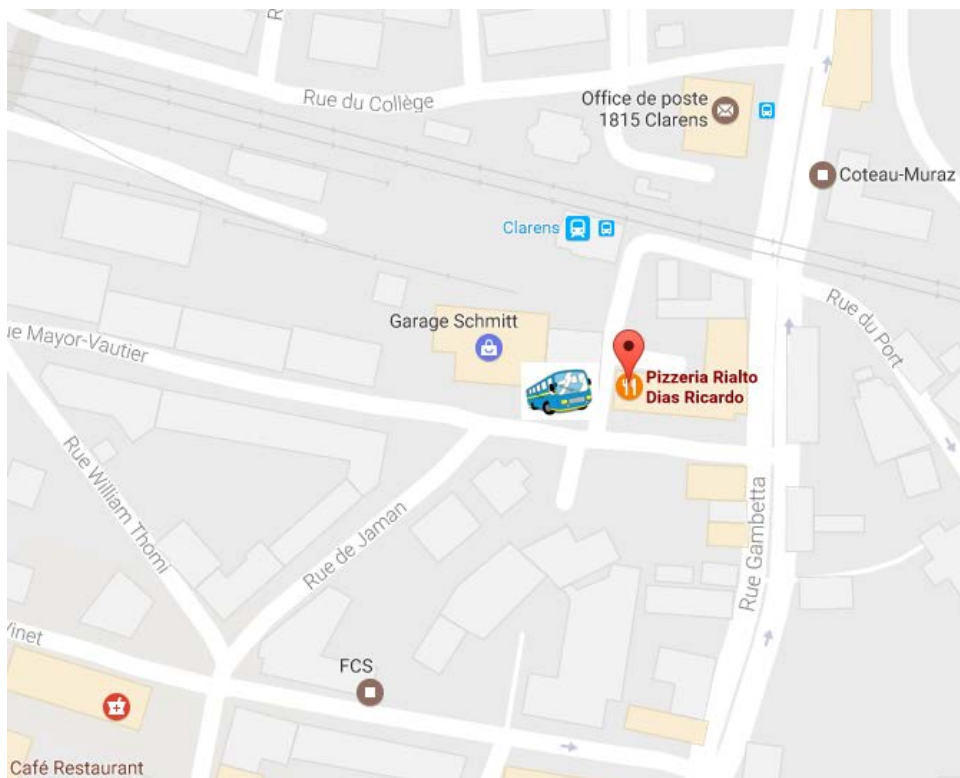 Rue du Collège
Office de poste
1815 Clarens
Coteau-Muraz
Clarens
Rue du Port
Garage Schmitt
ue Mayor-Vautier
Pizzeria Rialto
Dias Ricardo
Rue William Thomi
Rue de Jaman
Rue Gambetta
Vinet
FCS
Café Restaurant